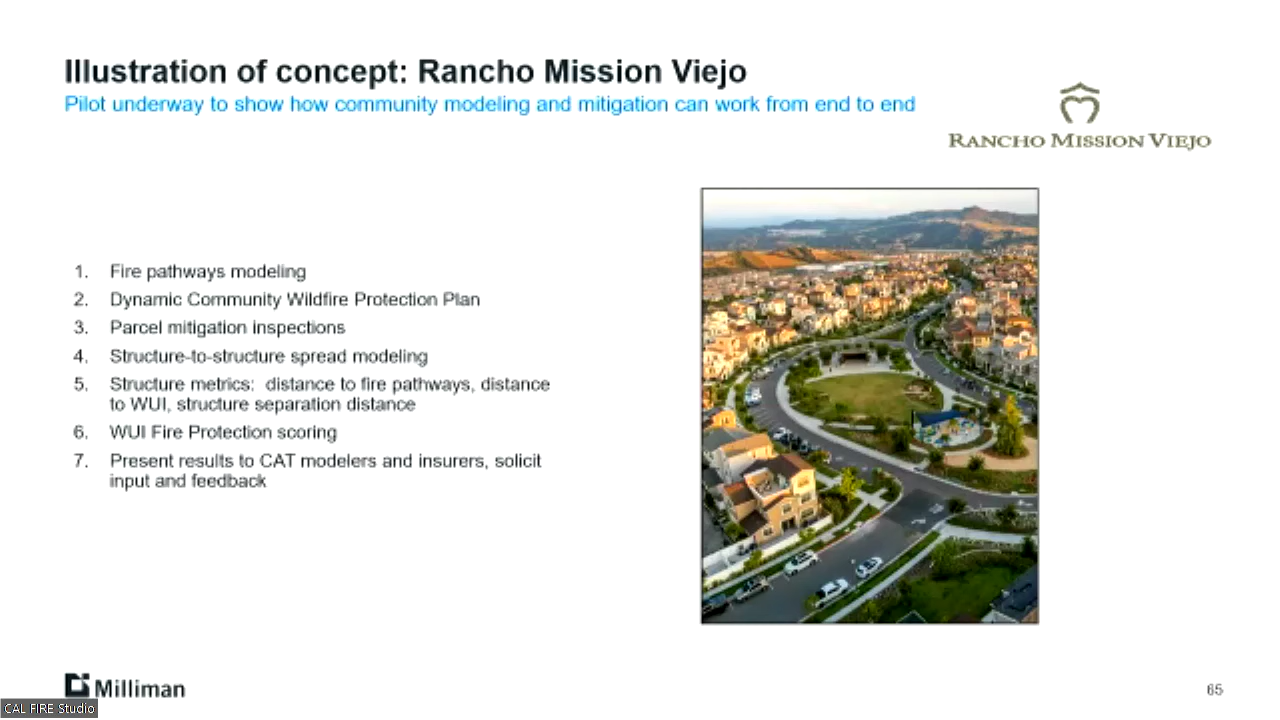 Illustration of concept: Rancho Mission Viejo
Pilot underway to show how community modeling and mitigation can work from end to end
RANCHO MISSION VIEJO
1. Fire pathways modeling
2. Dynamic Community Wildfire Protection Plan
3. Parcel mitigation inspections
4. Structure-to-structure spread modeling
5. Structure metrics:  distance to fire pathways, distance
to WUI, structure separation distance
6. WUI Fire Protection scoring
7. Present results to CAT modelers and insurers, solicit
input and feedback
Milliman
65
CAL FIRE Studio